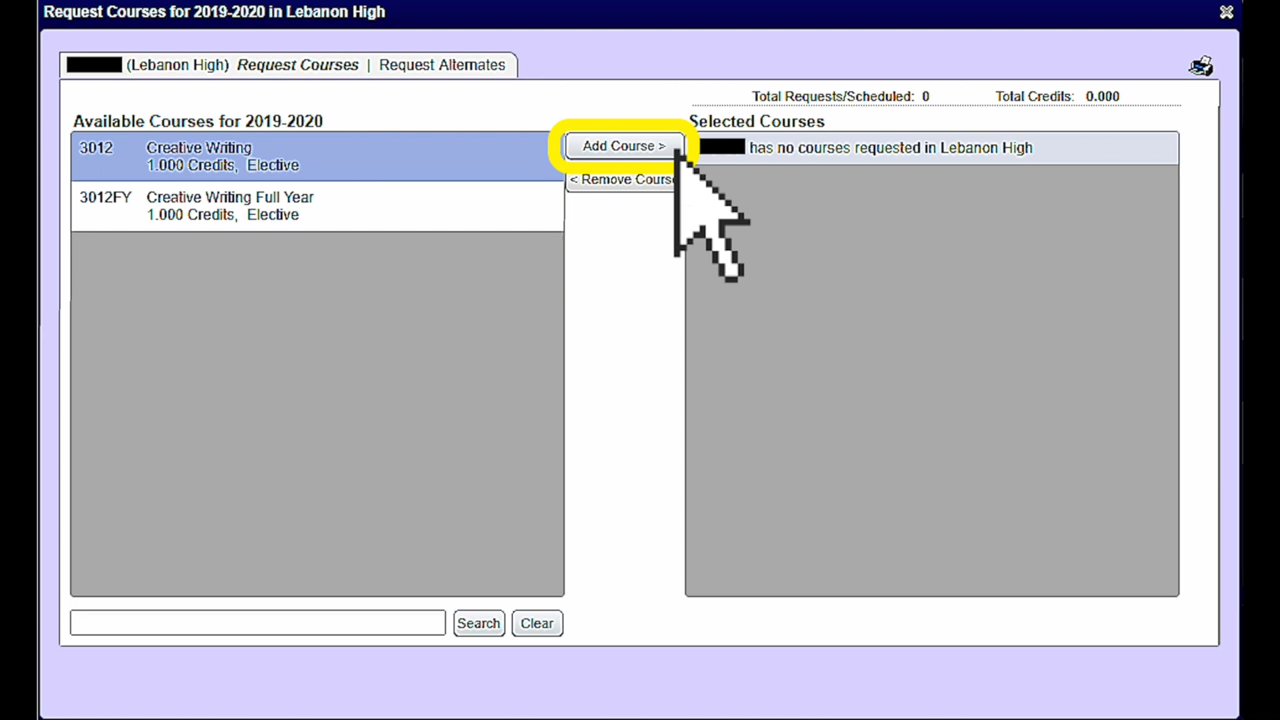 Request Courses for 2019-2020 in Lebanon High
(Lebanon High) Request Courses | Request Alternates
Total Requests/Scheduled: 0 Total Credits: 0.000
Available Courses for 2019-2020
3012 Creative Writing
1.000 Credits, Elective
3012FY Creative Writing Full Year
1.000 Credits, Elective
Add Course >
< Remove Course
Selected Courses
has no courses requested in Lebanon High
Search Clear